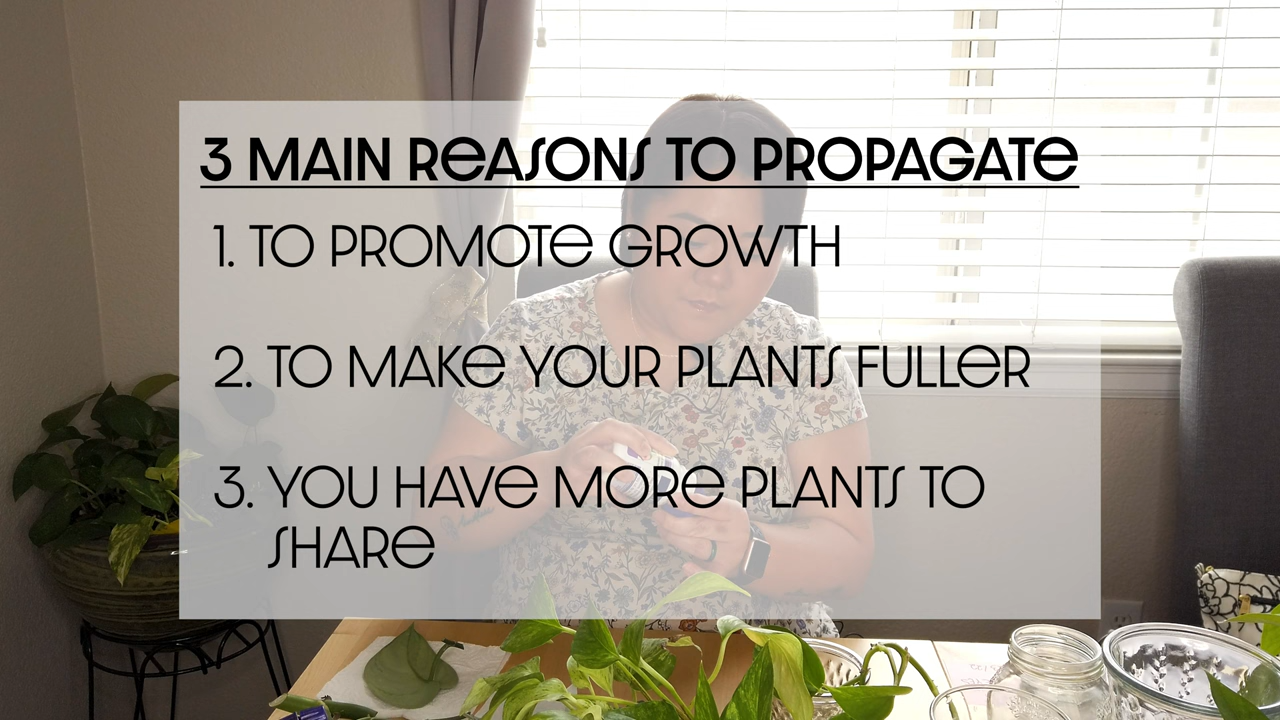 3 MAIN REASONS TO PROPAGATE
1. TO PROMOTE GROWTH
2. TO MAKE YOUR PLANTS FULLER
3. YOU HAVE MORE PLANTS TO
SHARE